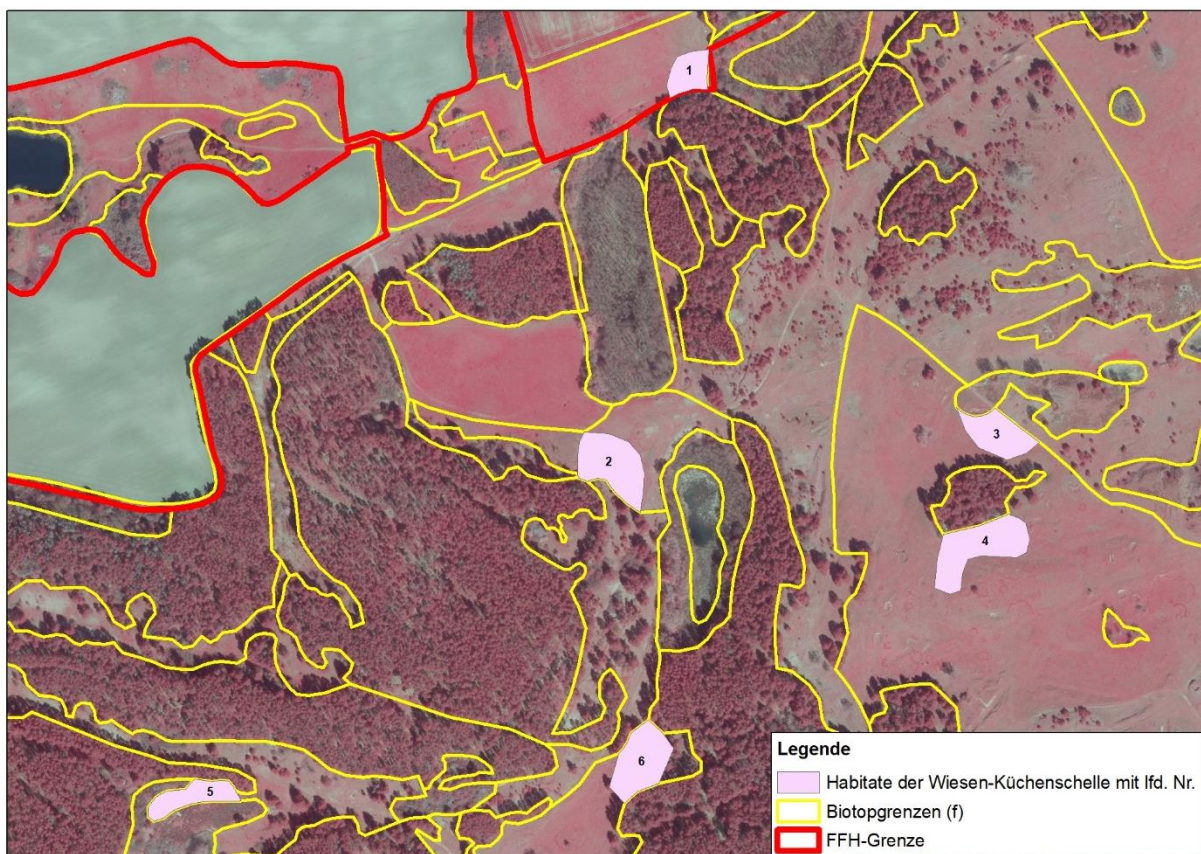 1
2
3
4
5
6
Legende
Habitate der Wiesen-Küchenschelle mit lfd. Nr.
Biotopgrenzen (f)
FFH-Grenze